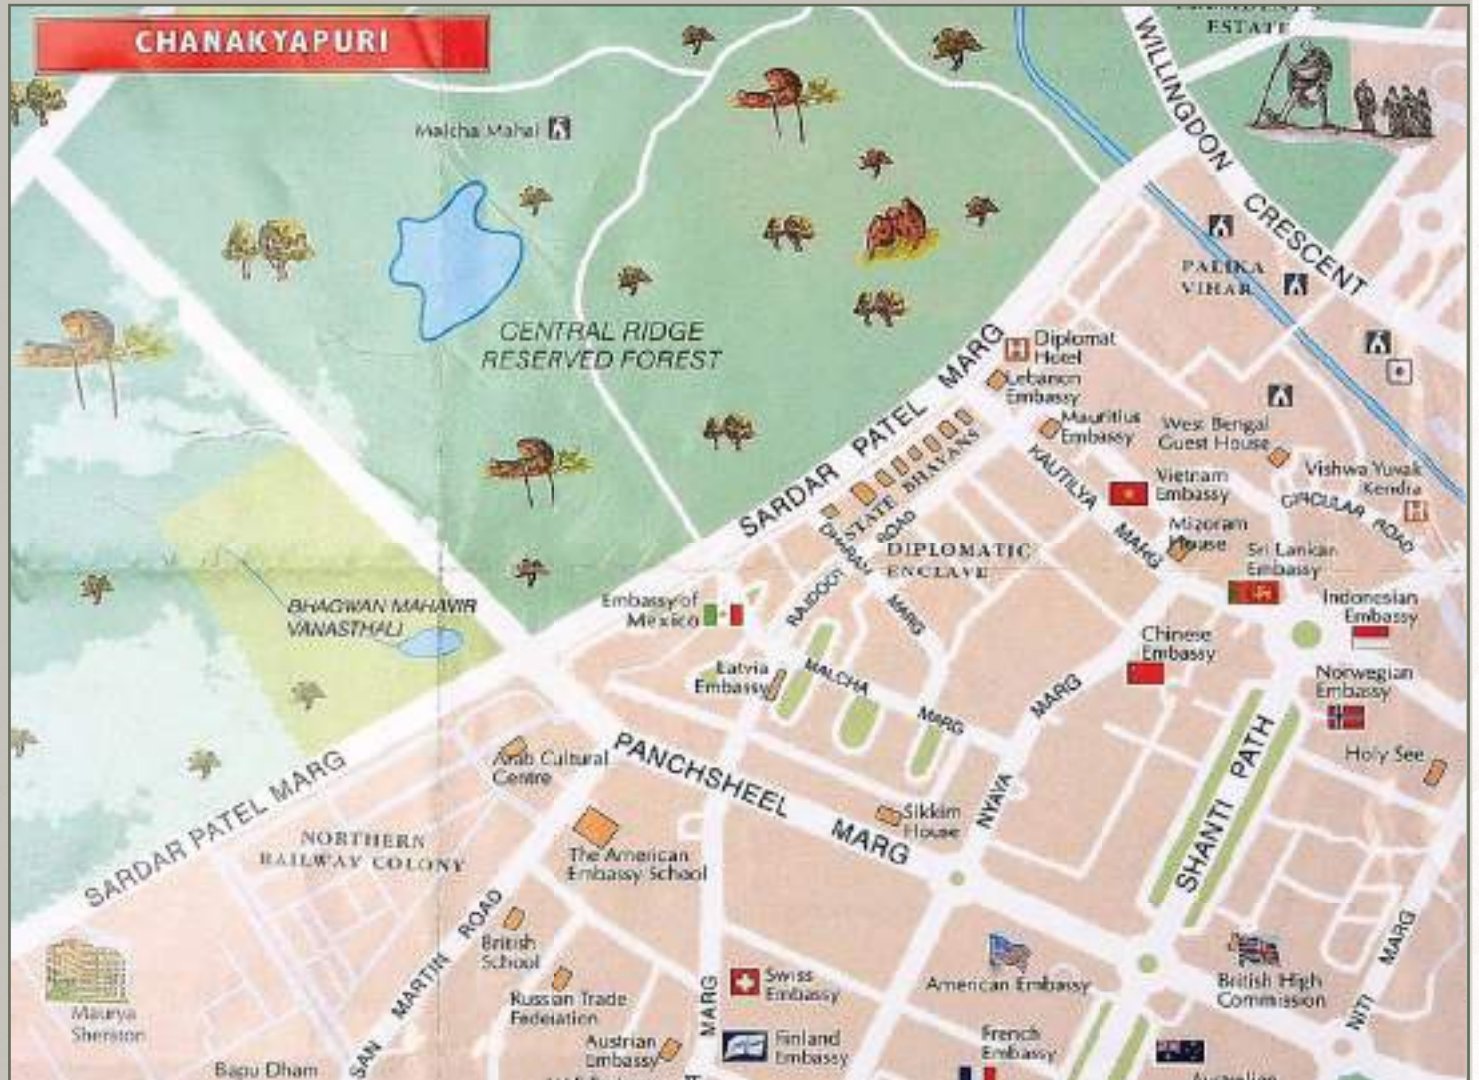 CHANAKYAPURI
ESTATE
WILLINGDON CRESCENT
Malcha Mahal
PALIKA
VIHAR
CENTRAL RIDGE
RESERVED FOREST
SARDAR PATEL MARG
Diplomat
Hotel
Lebanon
Embassy
Mauritius
Embassy
West Bengal
Guest House
Vishwa Yuvak
Kendra
STATE BHAVANS
KAUTILYA MARG
Vietnam
Embassy
CIRCULAR ROAD
Mizoram
House
Sri Lankan
Embassy
DIPLOMATIC
ENCLAVE
DHARAM MARG
RAJDOOT ROAD
BHAGWAN MAHAVIR
VANASTHALI
Embassy of
Mexico
Indonesian
Embassy
Chinese
Embassy
Latvia
Embassy
MALCHA MARG
Norwegian
Embassy
NYAYA MARG
Holy See
SHANTI PATH
PANCHSHEEL MARG
Arab Cultural
Centre
SARDAR PATEL MARG
Sikkim
House
NORTHERN
RAILWAY COLONY
The American
Embassy School
MARTIN ROAD
British
School
NITI MARG
Swiss
Embassy
American Embassy
British High
Commission
Russian Trade
Federation
MARG
Maurya
Sheraton
Austrian
Embassy
Finland
Embassy
French
Embassy
SAN
Bapu Dham
Australian